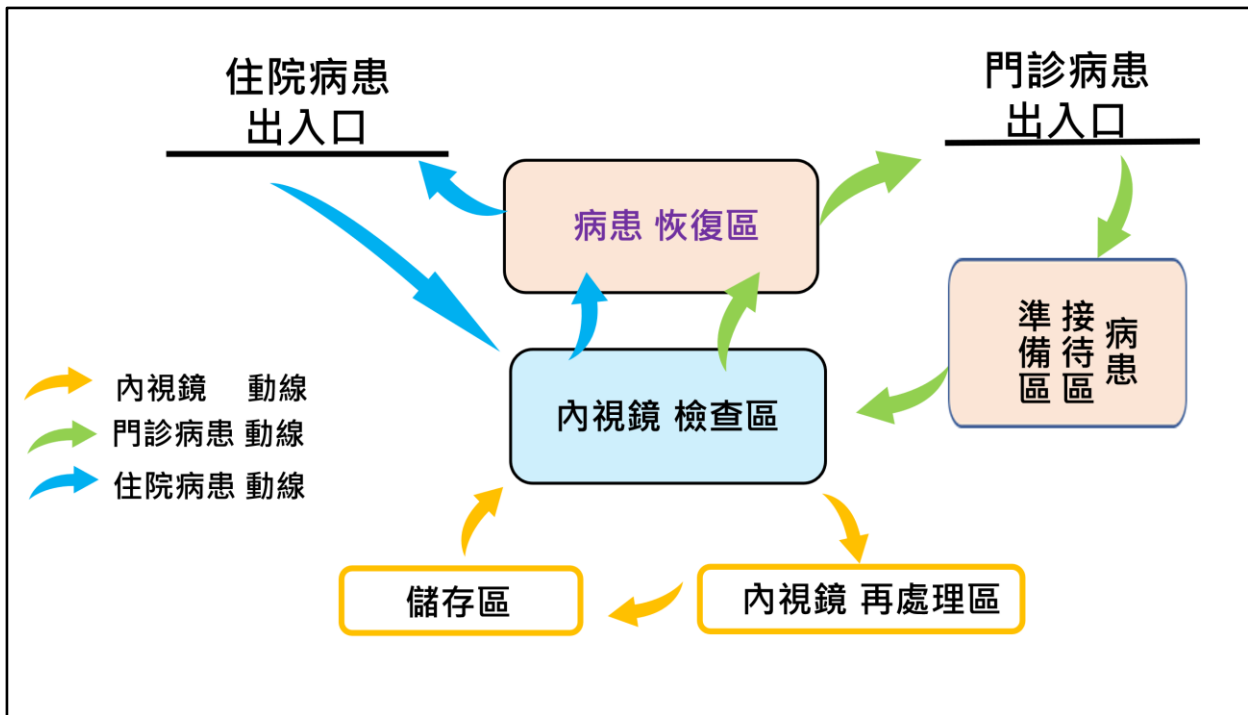 住院病患
出入口
門診病患
出入口
病患 恢復區
病患
接待區
準備區
內視鏡 檢查區
內視鏡 動線
門診病患 動線
住院病患 動線
儲存區
內視鏡 再處理區